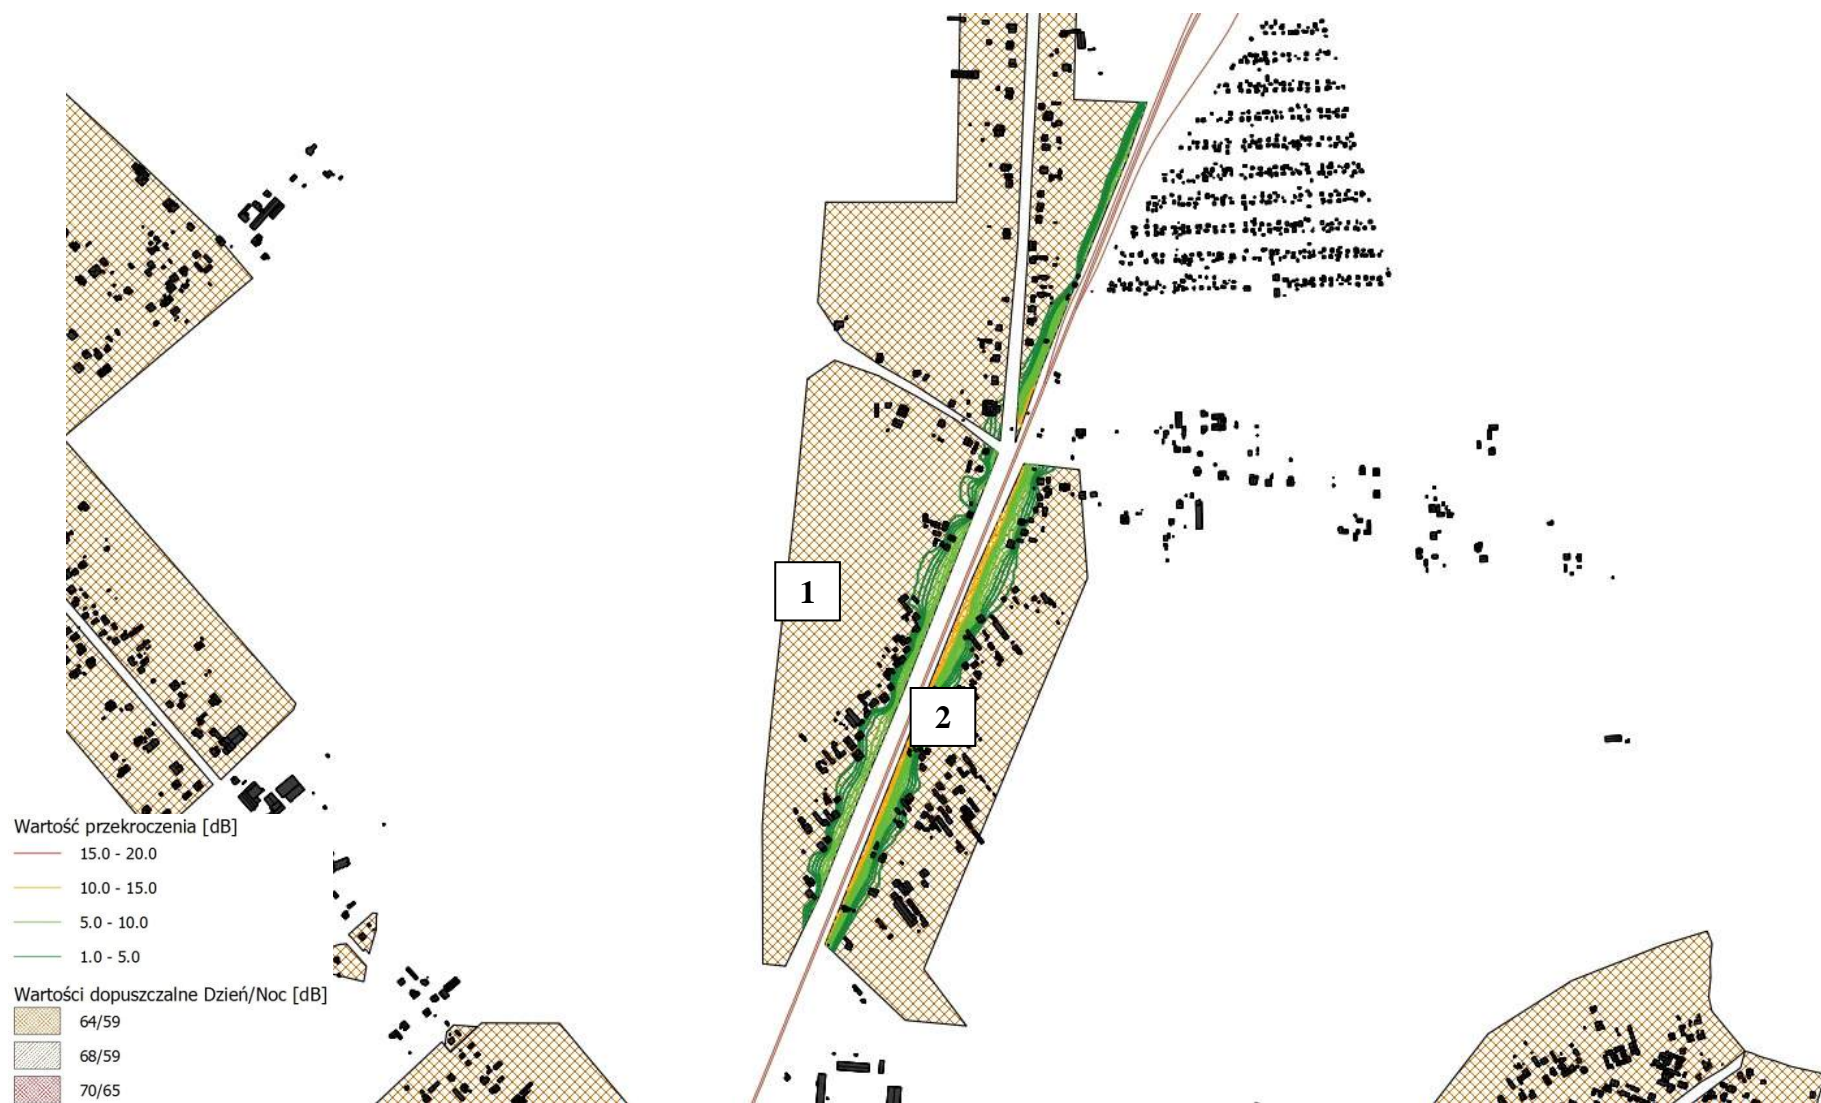 1
2
Wartość przekroczenia [dB]
15.0 - 20.0
10.0 - 15.0
5.0 - 10.0
1.0 - 5.0
Wartości dopuszczalne Dzień/Noc [dB]
64/59
68/59
70/65